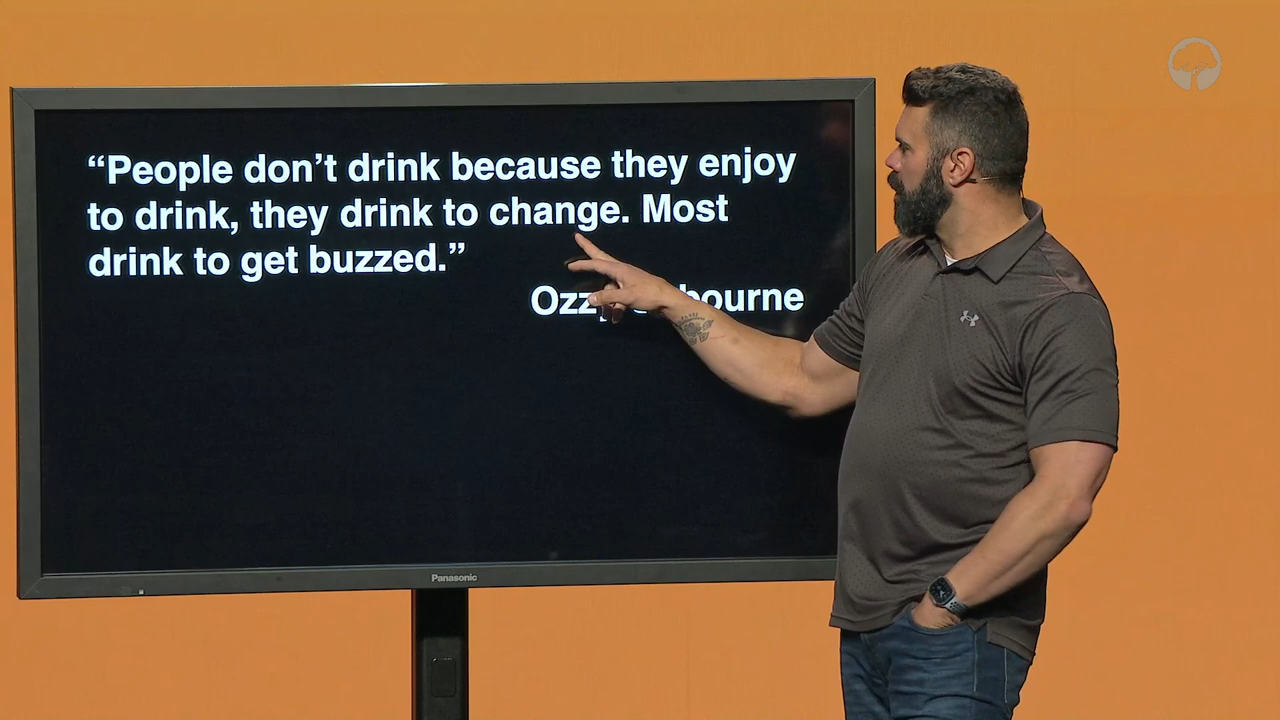 “People don’t drink because they enjoy
to drink, they drink to change. Most
drink to get buzzed.”
Panasonic